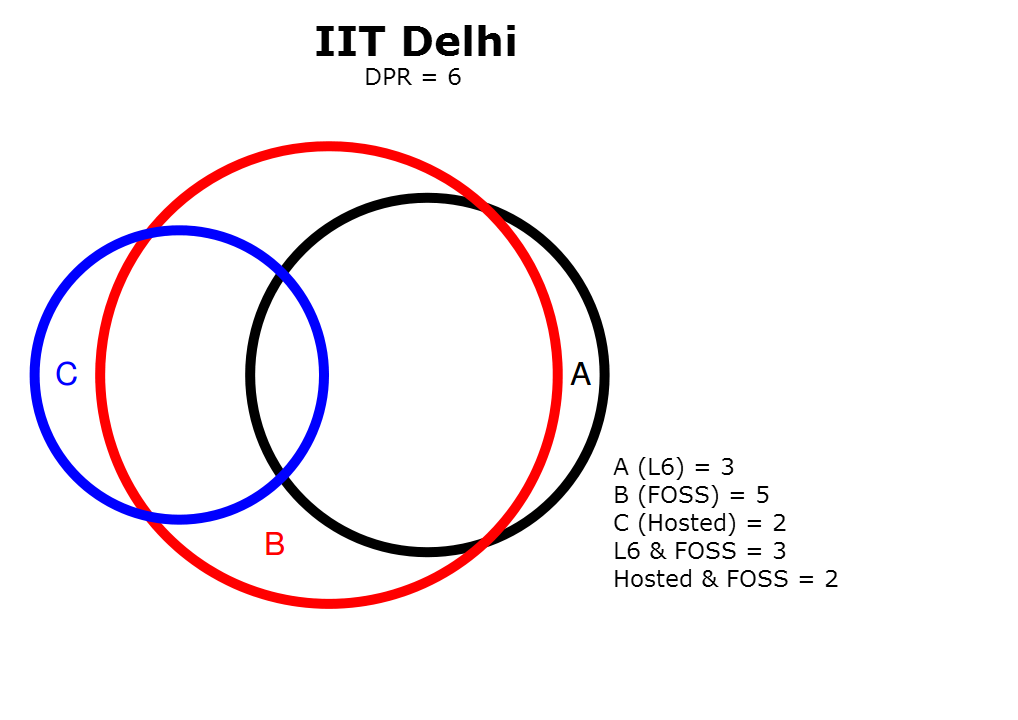 IIT Delhi
DPR = 6
C
A
B
A (L6) = 3
B (FOSS) = 5
C (Hosted) = 2
L6 & FOSS = 3
Hosted & FOSS = 2